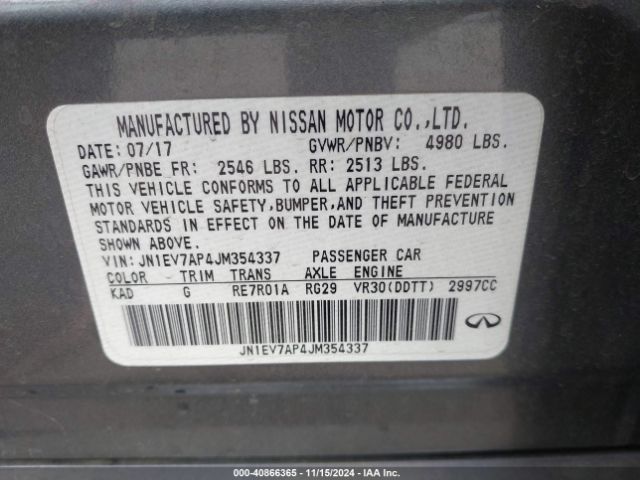 MANUFACTURED BY NISSAN MOTOR CO.,LTD.
DATE: 07/17 GVWR/PNBV: 4980 LBS.
GAWR/PNBE FR: 2546 LBS. RR: 2513 LBS.
THIS VEHICLE CONFORMS TO ALL APPLICABLE FEDERAL
MOTOR VEHICLE SAFETY,BUMPER,AND THEFT PREVENTION
STANDARDS IN EFFECT ON THE DATE OF MANUFACTURE
SHOWN ABOVE.
VIN: JN1EV7AP4JM354337 PASSENGER CAR
COLOR TRIM TRANS AXLE ENGINE
KAD G RE7R01A RG29 VR30(DDTT) 2997CC
JN1EV7AP4JM354337
000-40866365 - 11/15/2024 - IAA Inc.